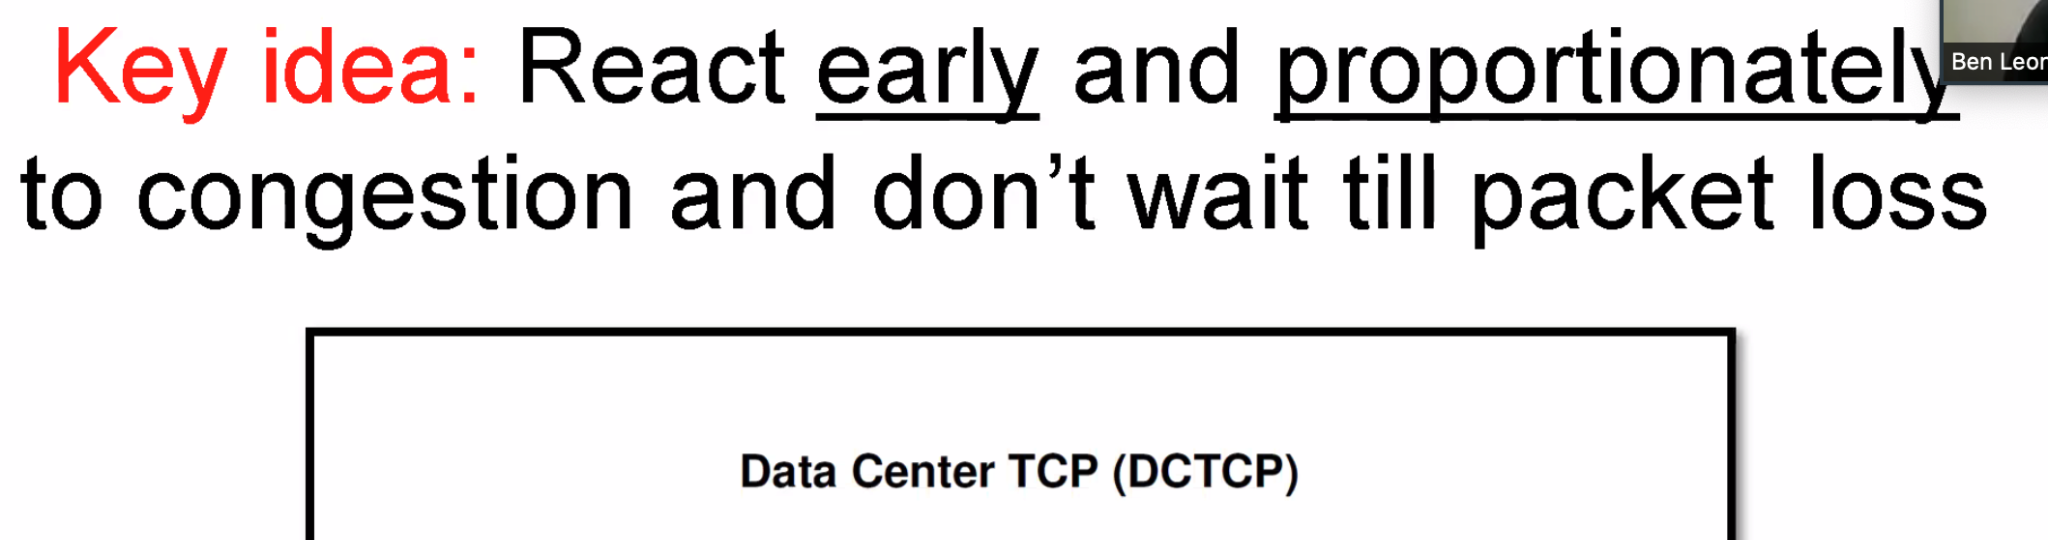 Key idea: React early and proportionately
to congestion and don’t wait till packet loss
Ben Leon
Data Center TCP (DCTCP)